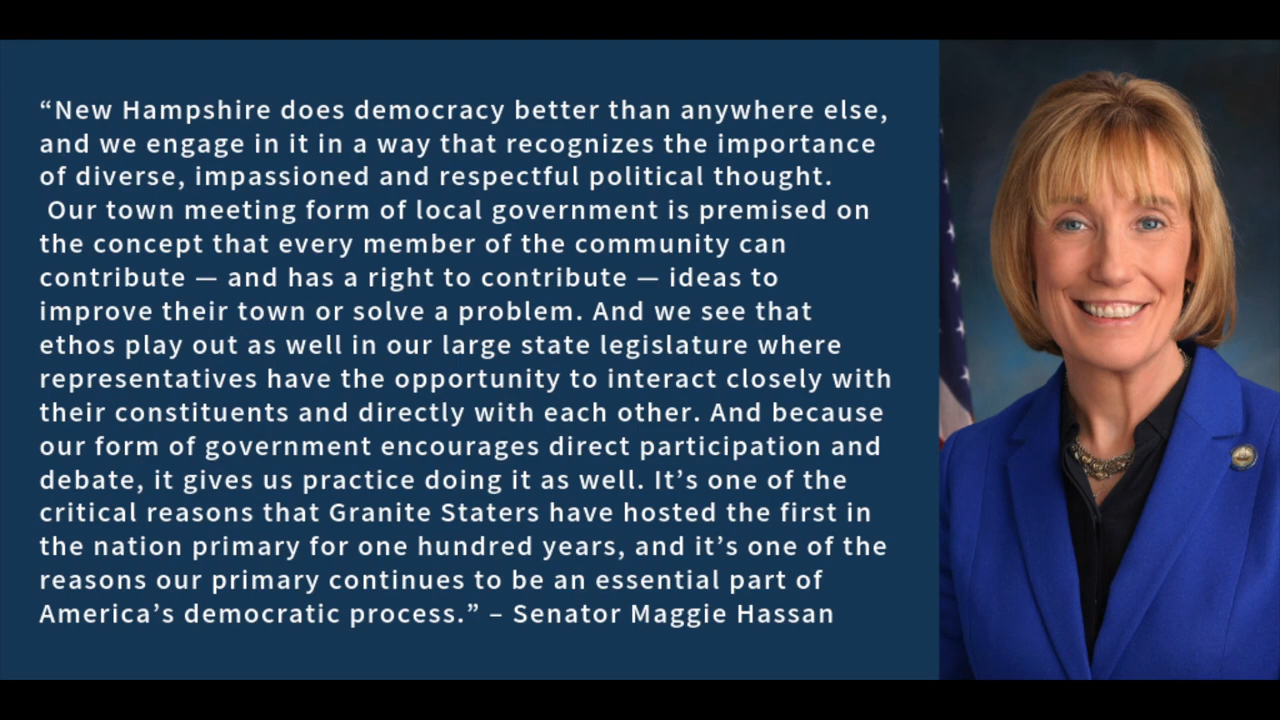 “New Hampshire does democracy better than anywhere else,
and we engage in it in a way that recognizes the importance
of diverse, impassioned and respectful political thought.
Our town meeting form of local government is premised on
the concept that every member of the community can
contribute — and has a right to contribute — ideas to
improve their town or solve a problem. And we see that
ethos play out as well in our large state legislature where
representatives have the opportunity to interact closely with
their constituents and directly with each other. And because
our form of government encourages direct participation and
debate, it gives us practice doing it as well. It’s one of the
critical reasons that Granite Staters have hosted the first in
the nation primary for one hundred years, and it’s one of the
reasons our primary continues to be an essential part of
America’s democratic process.” – Senator Maggie Hassan